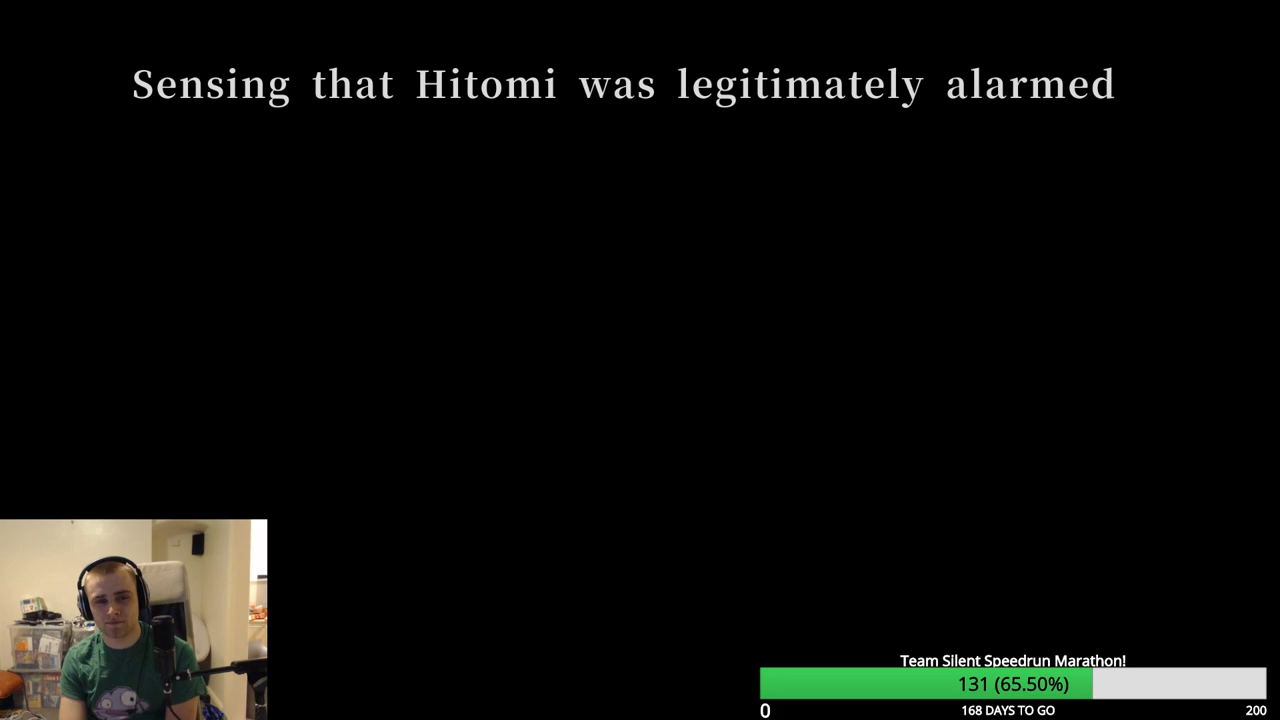 Sensing that Hitomi was legitimately alarmed
Team Silent Speedrun Marathon!
131 (65.50%)
0
168 DAYS TO GO
200